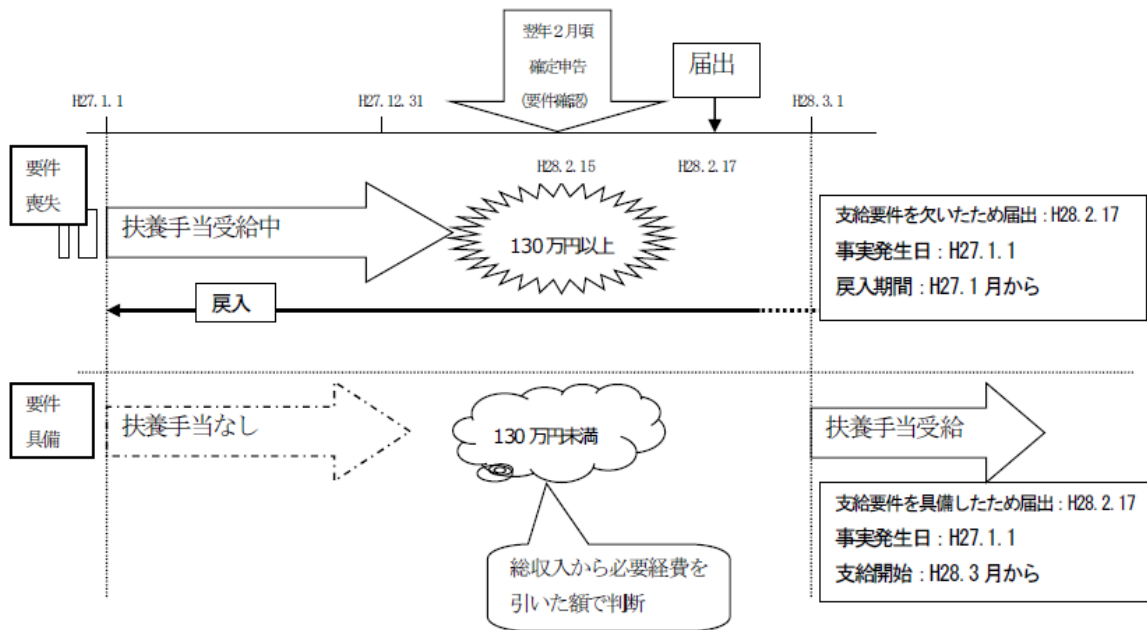 翌年２月頃
確定申告
(要件確認)
届出
H27.1.1
H27.12.31
H28.3.1
要件
喪失
H28.2.15
H28.2.17
扶養手当受給中
130万円以上
支給要件を欠いたため届出：H28.2.17
事実発生日：H27.1.1
戻入期間：H27.1月から
戻入
要件
具備
扶養手当なし
130万円未満
扶養手当受給
支給要件を具備したため届出：H28.2.17
事実発生日：H27.1.1
支給開始：H28.3月から
総収入から必要経費を
引いた額で判断